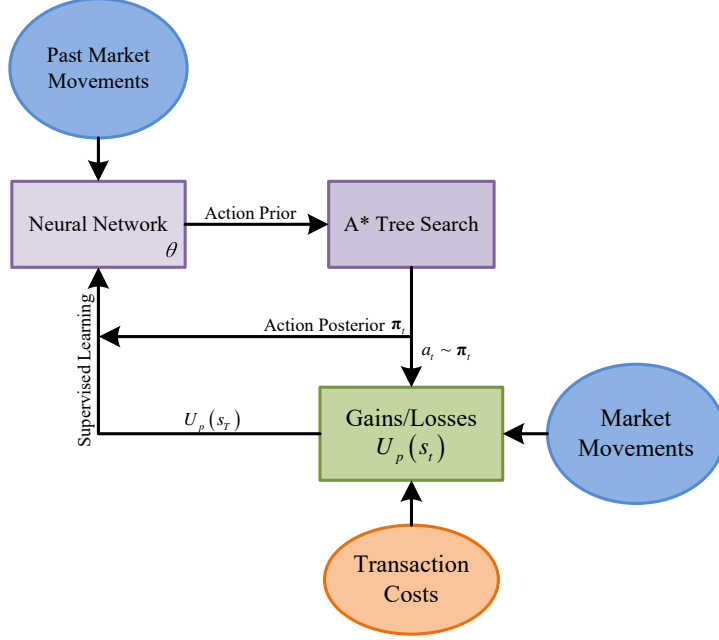 Past Market
Movements
Neural Network
θ
Action Prior
A* Tree Search
Supervised Learning
Action Posterior π_t
a_t ~ π_t
U_p(s_T)
Gains/Losses
U_p(s_t)
Market
Movements
Transaction
Costs